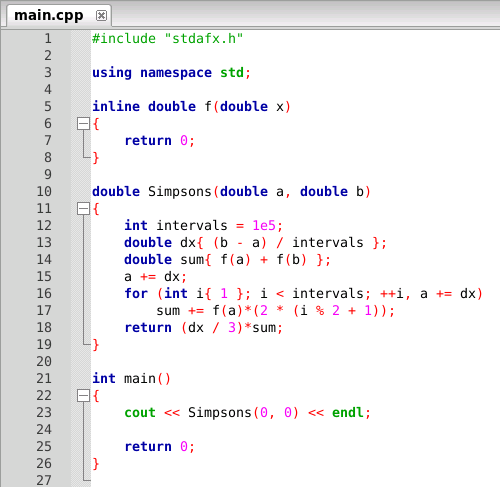 main.cpp
1 #include "stdafx.h"
2
3 using namespace std;
4
5 inline double f(double x)
6 {
7     return 0;
8 }
9
10 double Simpsons(double a, double b)
11 {
12     int intervals = 1e5;
13     double dx{ (b - a) / intervals };
14     double sum{ f(a) + f(b) };
15     a += dx;
16     for (int i{ 1 }; i < intervals; ++i, a += dx)
17         sum += f(a)*(2 * (i % 2 + 1));
18     return (dx / 3)*sum;
19 }
20
21 int main()
22 {
23     cout << Simpsons(0, 0) << endl;
24
25     return 0;
26 }
27